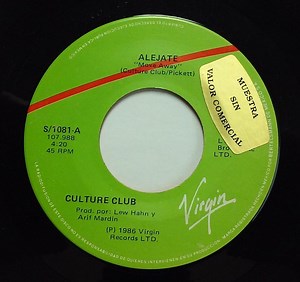 ALEJATE
"Move Away"
(Culture Club/Pickett)
MUESTRA
SIN
VALOR COMERCIAL
S/1081-A
107.988
4:20
45 RPM
L
Bro
CULTURE CLUB
Prod. por: Lew Hahn y
Arif Mardin
(P) 1986 Virgin
Records LTD.
Virgin